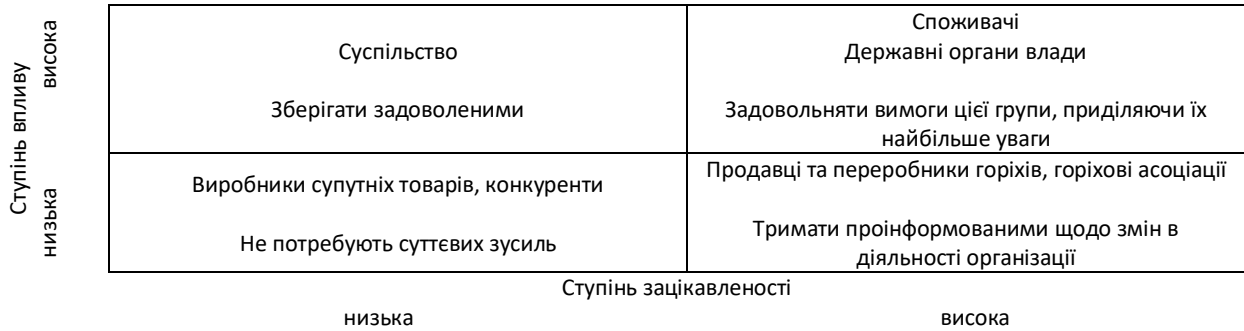 Ступінь впливу
висока
низька
Суспільство
Зберігати задоволеними
Споживачі
Державні органи влади
Задовольняти вимоги цієї групи, приділяючи їх
найбільше уваги
Виробники супутніх товарів, конкуренти
Не потребують суттєвих зусиль
Продавці та переробники горіхів, горіхові асоціації
Тримати проінформованими щодо змін в
діяльності організації
Ступінь зацікавленості
низька
висока